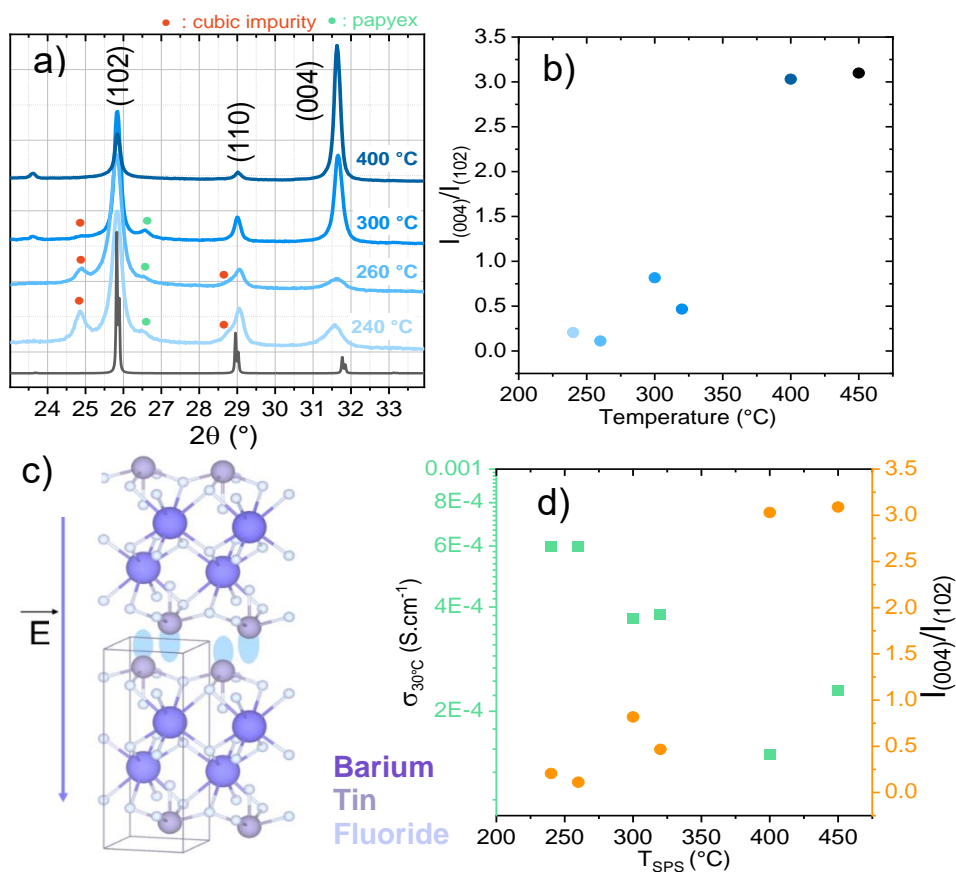 • : cubic impurity • : papyex
a)
(102)
(110)
(004)
400 °C
300 °C
260 °C
240 °C
24 25 26 27 28 29 30 31 32 33
2θ (°)
b)
3.5
3.0
2.5
2.0
1.5
1.0
0.5
0.0
I(004)/I(102)
200 250 300 350 400 450
Temperature (°C)
c)
E
Barium
Tin
Fluoride
d)
0.001
8E-4
6E-4
4E-4
2E-4
σ30°C (S.cm-1)
3.5
3.0
2.5
2.0
1.5
1.0
0.5
0.0
I(004)/I(102)
200 250 300 350 400 450
TSPS (°C)